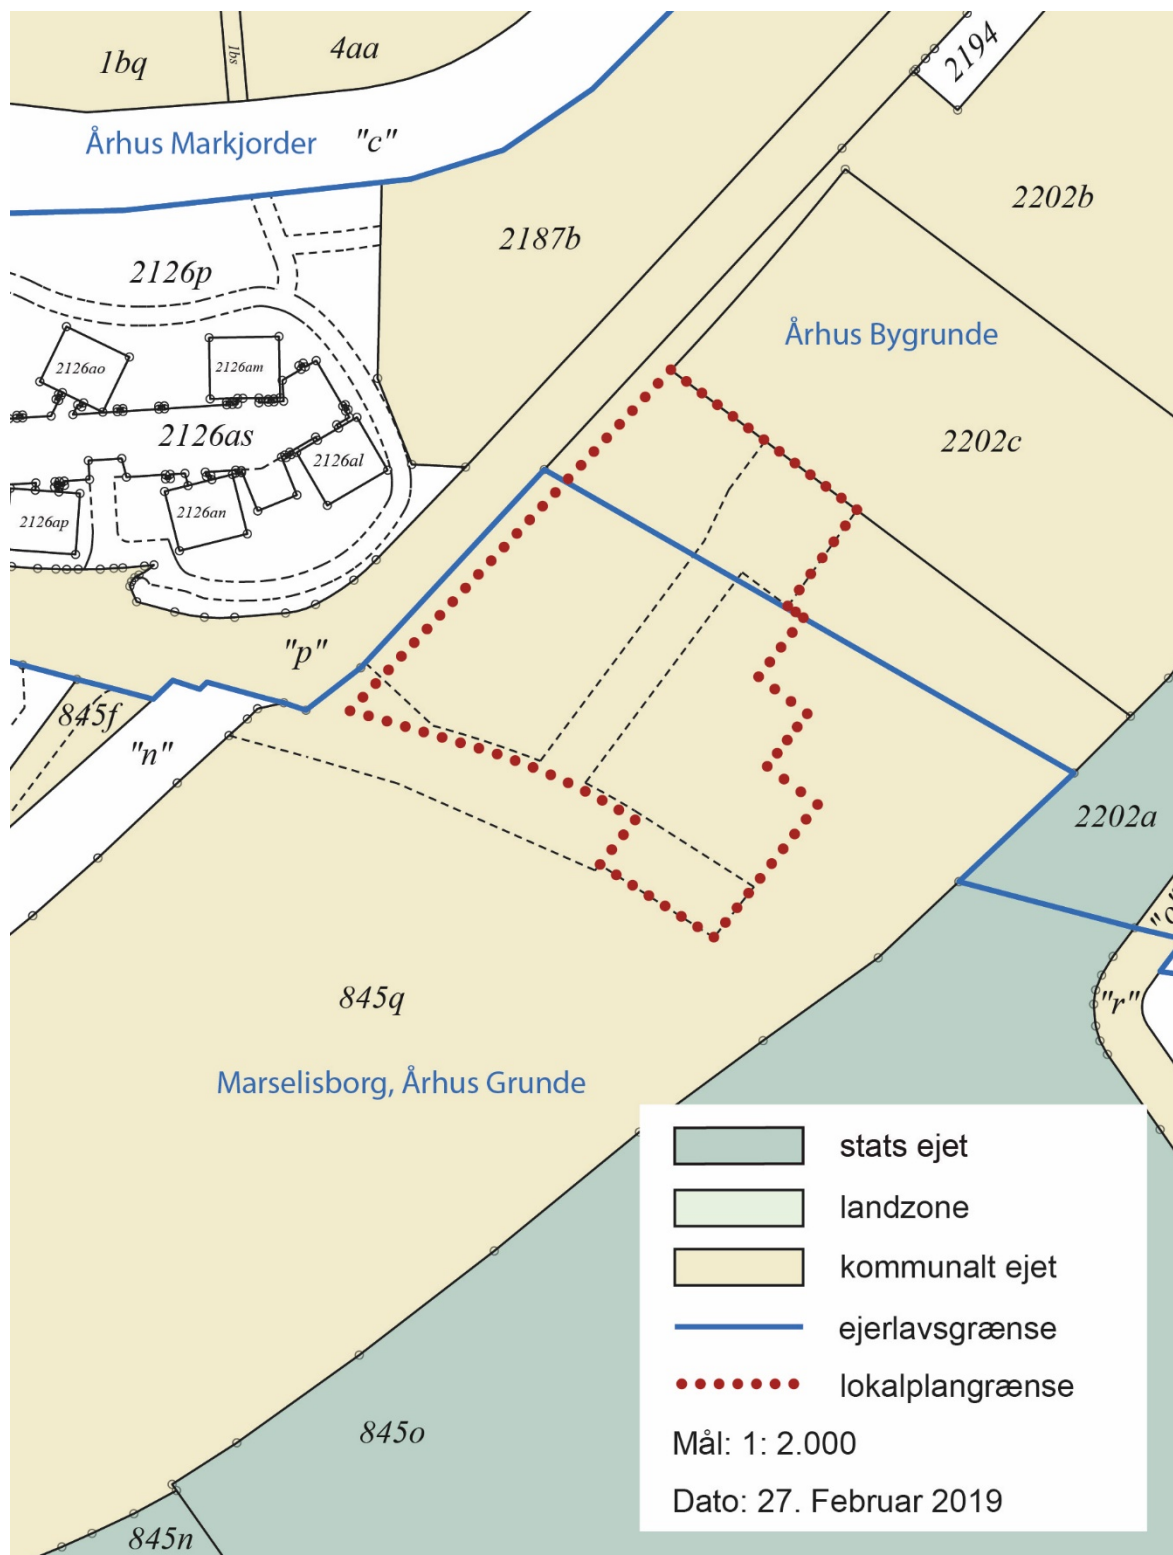 1bq
1bs
4aa
2194
Århus Markjorder "c"
2187b
2202b
2126p
Århus Bygrunde
2126ao
2126am
2126as
2126al
2202c
2126ap
2126an
"p"
845f
"n"
2202a
"o"
845q
"r"
Marselisborg, Århus Grunde
stats ejet
landzone
kommunalt ejet
ejerlavsgrænse
lokalplangrænse
Mål: 1: 2.000
Dato: 27. Februar 2019
845o
845n